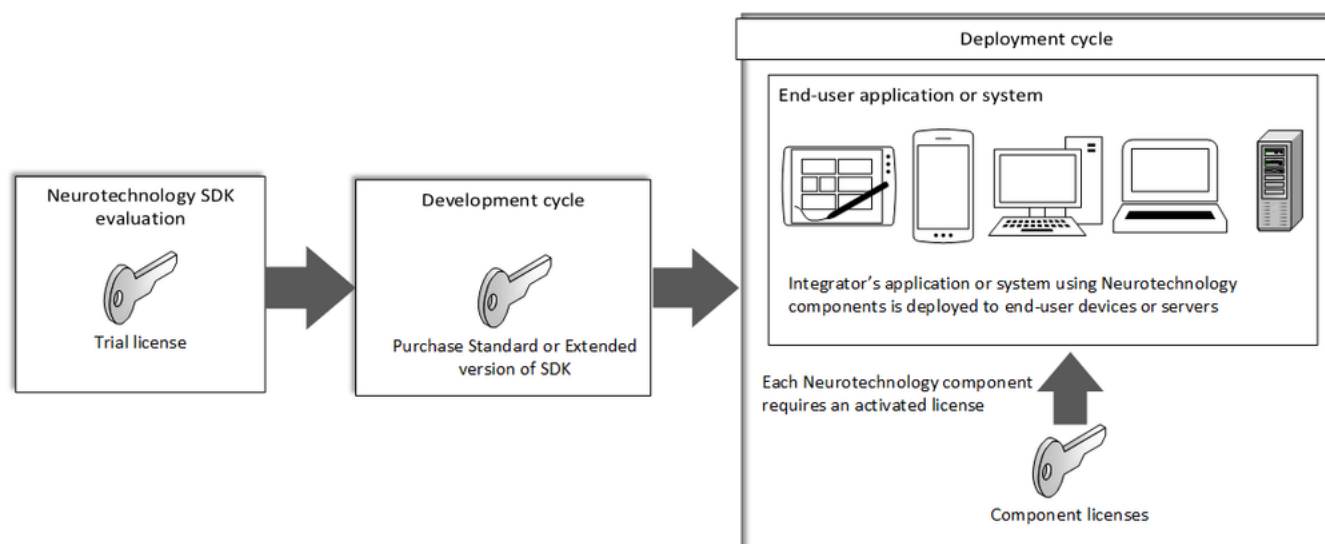 Neurotechnology SDK
evaluation
Trial license
Development cycle
Purchase Standard or Extended
version of SDK
Deployment cycle
End-user application or system
Integrator’s application or system using Neurotechnology
components is deployed to end-user devices or servers
Each Neurotechnology component
requires an activated license
Component licenses